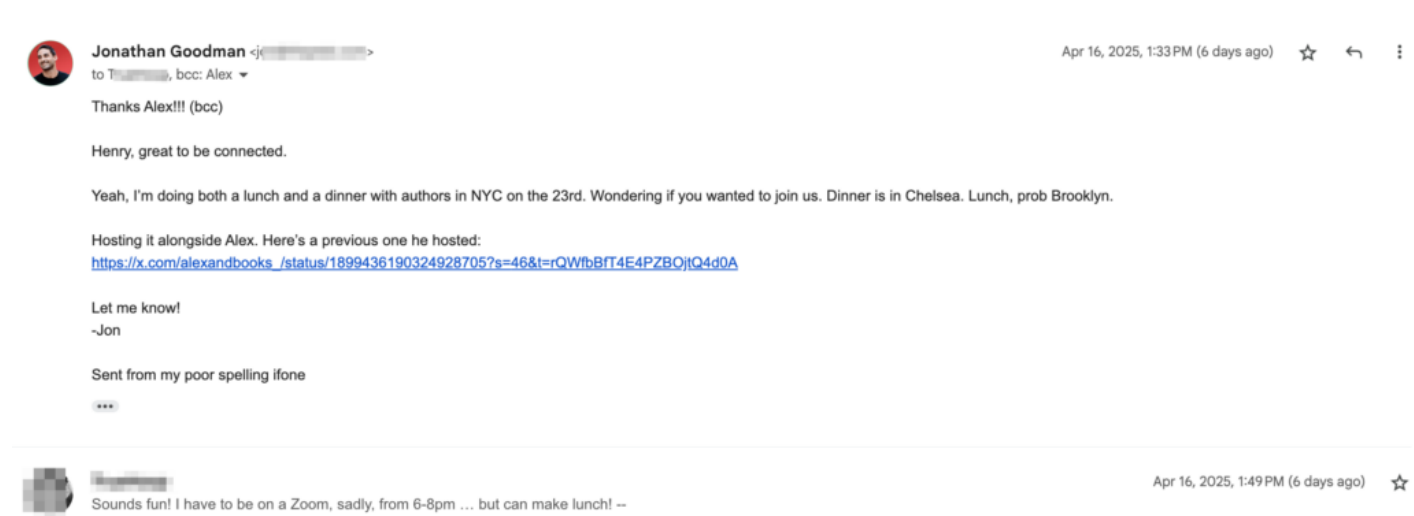 Jonathan Goodman
Apr 16, 2025, 1:33 PM (6 days ago)
to T , bcc: Alex
Thanks Alex!!! (bcc)
Henry, great to be connected.
Yeah, I'm doing both a lunch and a dinner with authors in NYC on the 23rd. Wondering if you wanted to join us. Dinner is in Chelsea. Lunch, prob Brooklyn.
Hosting it alongside Alex. Here's a previous one he hosted:
https://x.com/alexandbooks_/status/1899436190324928705?s=46&t=rQWfbBfT4E4PZBOjtQ4d0A
Let me know!
-Jon
Sent from my poor spelling ifone
Apr 16, 2025, 1:49 PM (6 days ago)
Sounds fun! I have to be on a Zoom, sadly, from 6-8pm … but can make lunch! --